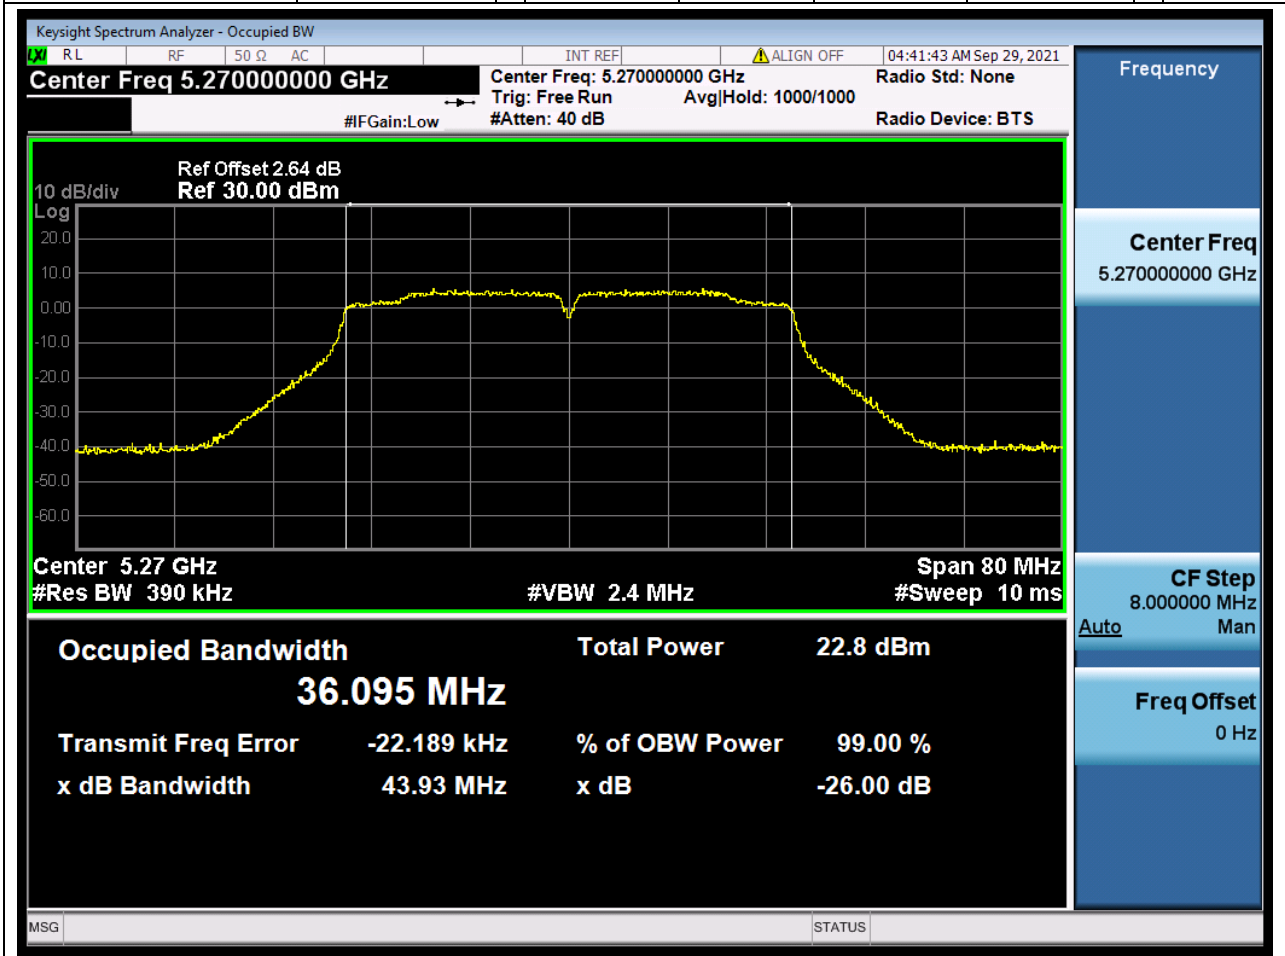 Keysight Spectrum Analyzer - Occupied BW
LXI RL RF 50 Ω AC INT REF ALIGN OFF 04:41:43 AM Sep 29, 2021
Center Freq 5.270000000 GHz
Center Freq: 5.270000000 GHz
Radio Std: None
Trig: Free Run Avg|Hold: 1000/1000
#IFGain:Low
#Atten: 40 dB
Radio Device: BTS
Ref Offset 2.64 dB
10 dB/div Ref 30.00 dBm
Log
20.0
10.0
0.00
-10.0
-20.0
-30.0
-40.0
-50.0
-60.0
Center 5.27 GHz Span 80 MHz
#Res BW 390 kHz #VBW 2.4 MHz #Sweep 10 ms
Occupied Bandwidth Total Power 22.8 dBm
36.095 MHz
Transmit Freq Error -22.189 kHz % of OBW Power 99.00 %
x dB Bandwidth 43.93 MHz x dB -26.00 dB
Frequency
Center Freq
5.270000000 GHz
CF Step
8.000000 MHz
Auto Man
Freq Offset
0 Hz
MSG STATUS